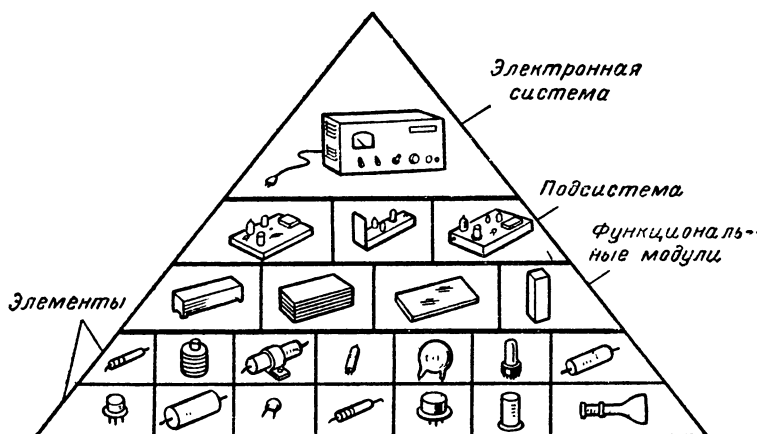 Электронная
система
Подсистема
Функциональ-
ные модули
Элементы